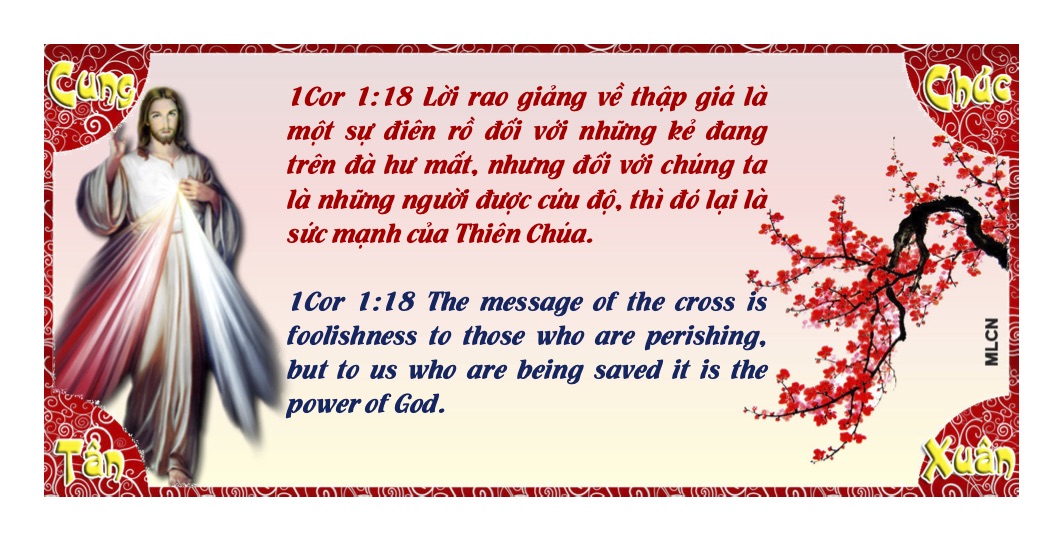 Cung
Chúc
1Cor 1:18 Lời rao giảng về thập giá là
một sự điên rồ đối với những kẻ đang
trên đà hư mất, nhưng đối với chúng ta
là những người được cứu độ, thì đó lại là
sức mạnh của Thiên Chúa.
1Cor 1:18 The message of the cross is
foolishness to those who are perishing,
but to us who are being saved it is the
power of God.
MLCN
Tân
Xuân